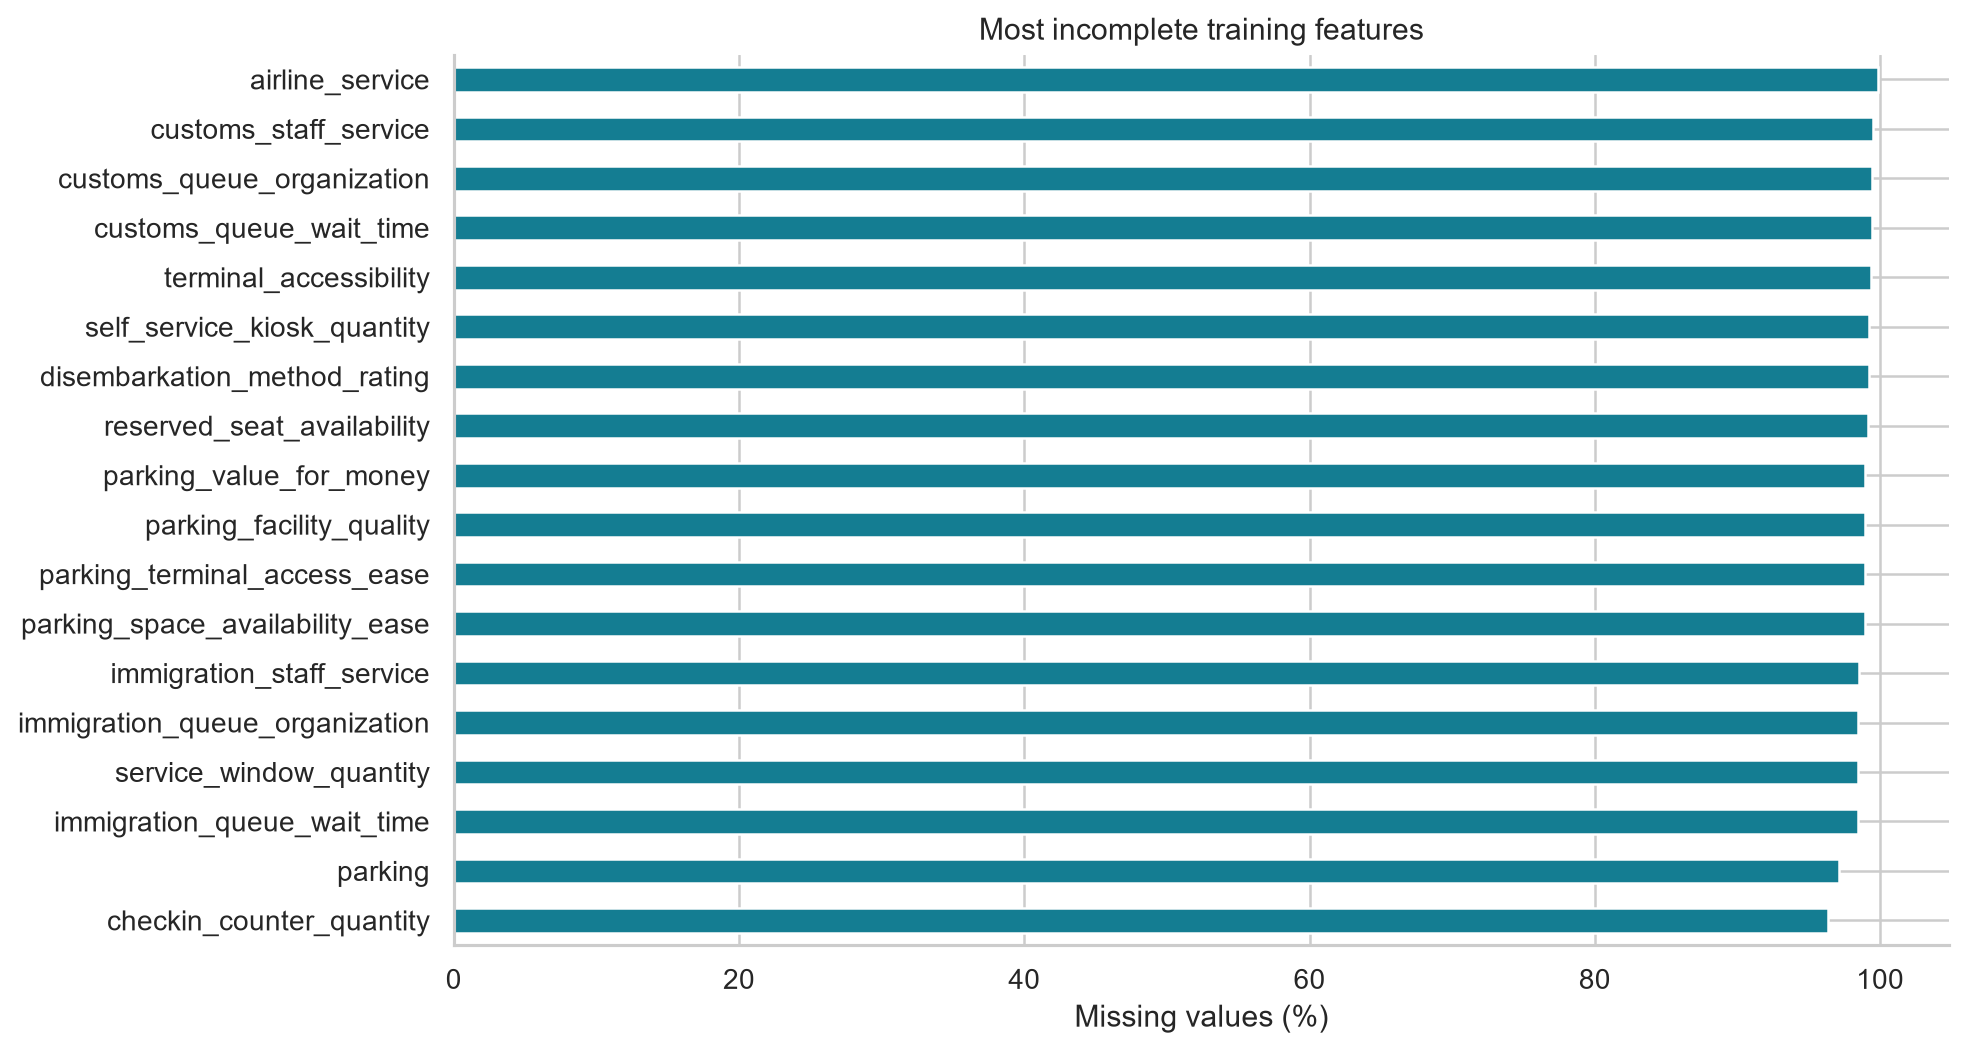 Most incomplete training features
airline_service
customs_staff_service
customs_queue_organization
customs_queue_wait_time
terminal_accessibility
self_service_kiosk_quantity
disembarkation_method_rating
reserved_seat_availability
parking_value_for_money
parking_facility_quality
parking_terminal_access_ease
parking_space_availability_ease
immigration_staff_service
immigration_queue_organization
service_window_quantity
immigration_queue_wait_time
parking
checkin_counter_quantity
0 20 40 60 80 100
Missing values (%)